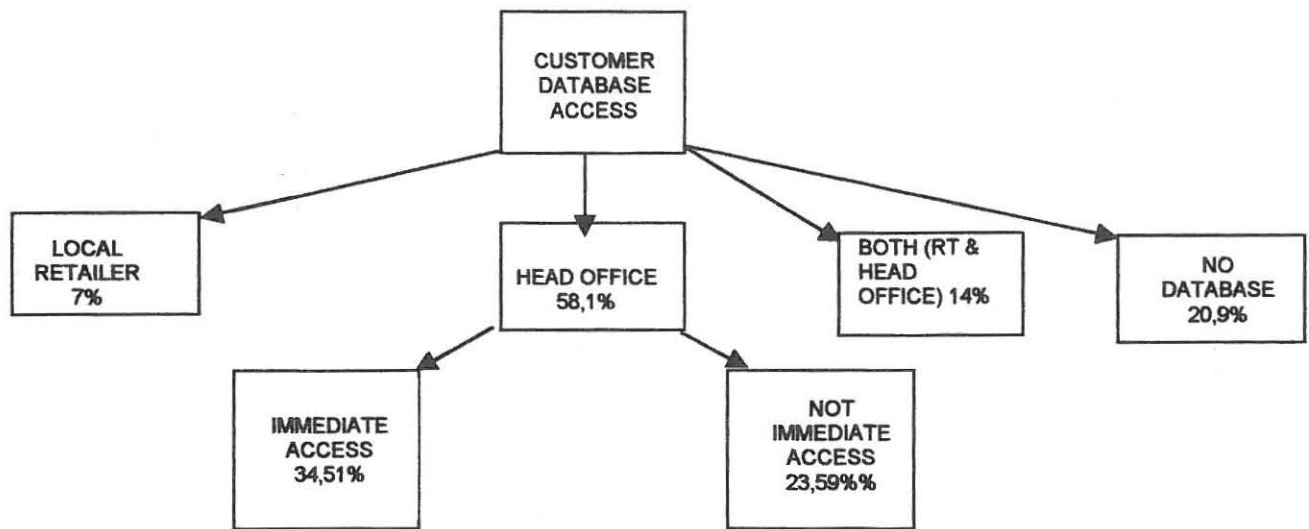 CUSTOMER
DATABASE
ACCESS
LOCAL
RETAILER
7%
HEAD OFFICE
58,1%
BOTH (RT &
HEAD
OFFICE) 14%
NO
DATABASE
20,9%
IMMEDIATE
ACCESS
34,51%
NOT
IMMEDIATE
ACCESS
23,59%%